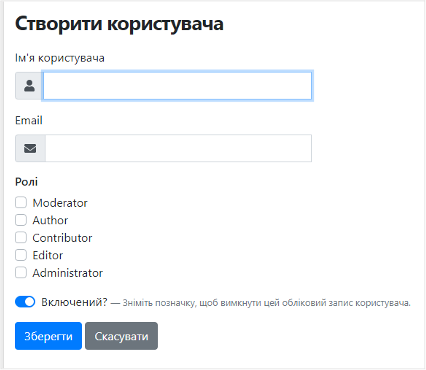 Створити користувача
Ім'я користувача
Email
Ролі
Moderator
Author
Contributor
Editor
Administrator
Включений? — Зніміть позначку, щоб вимкнути цей обліковий запис користувача.
Зберегти Скасувати